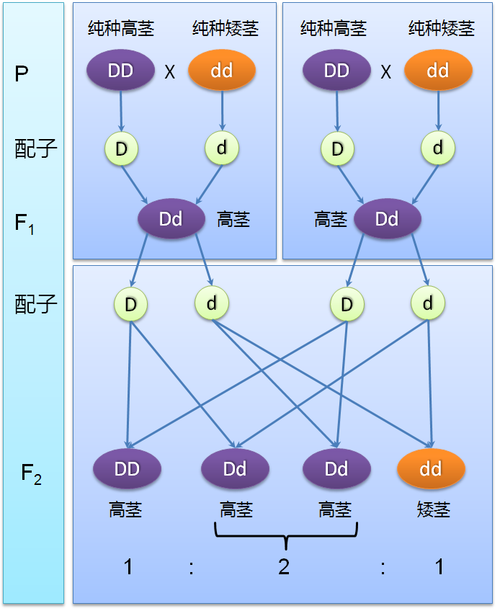 纯种高茎 纯种矮茎 纯种高茎 纯种矮茎
P DD X dd DD X dd
配子 D d D d
F1 Dd 高茎 高茎 Dd
配子 D d D d
F2 DD Dd Dd dd
高茎 高茎 高茎 矮茎
1 : 2 : 1